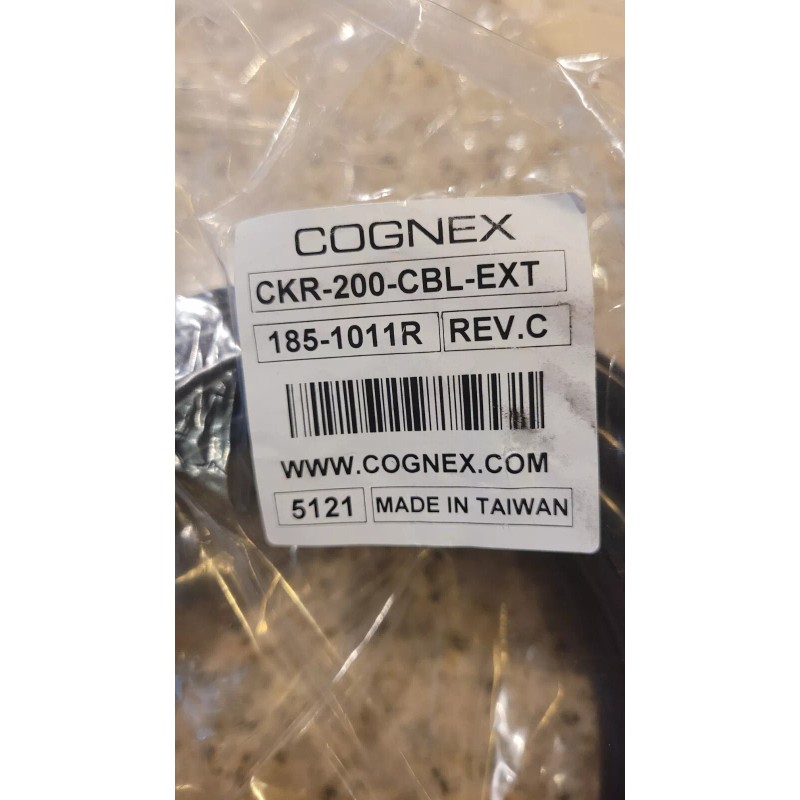 COGNEX
CKR-200-CBL-EXT
185-1011R REV.C
WWW.COGNEX.COM
5121 MADE IN TAIWAN